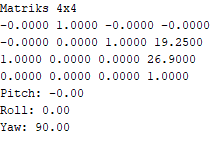 Matriks 4x4
-0.0000 1.0000 -0.0000 -0.0000
-0.0000 0.0000 1.0000 19.2500
1.0000 0.0000 0.0000 26.9000
0.0000 0.0000 0.0000 1.0000
Pitch: -0.00
Roll: 0.00
Yaw: 90.00